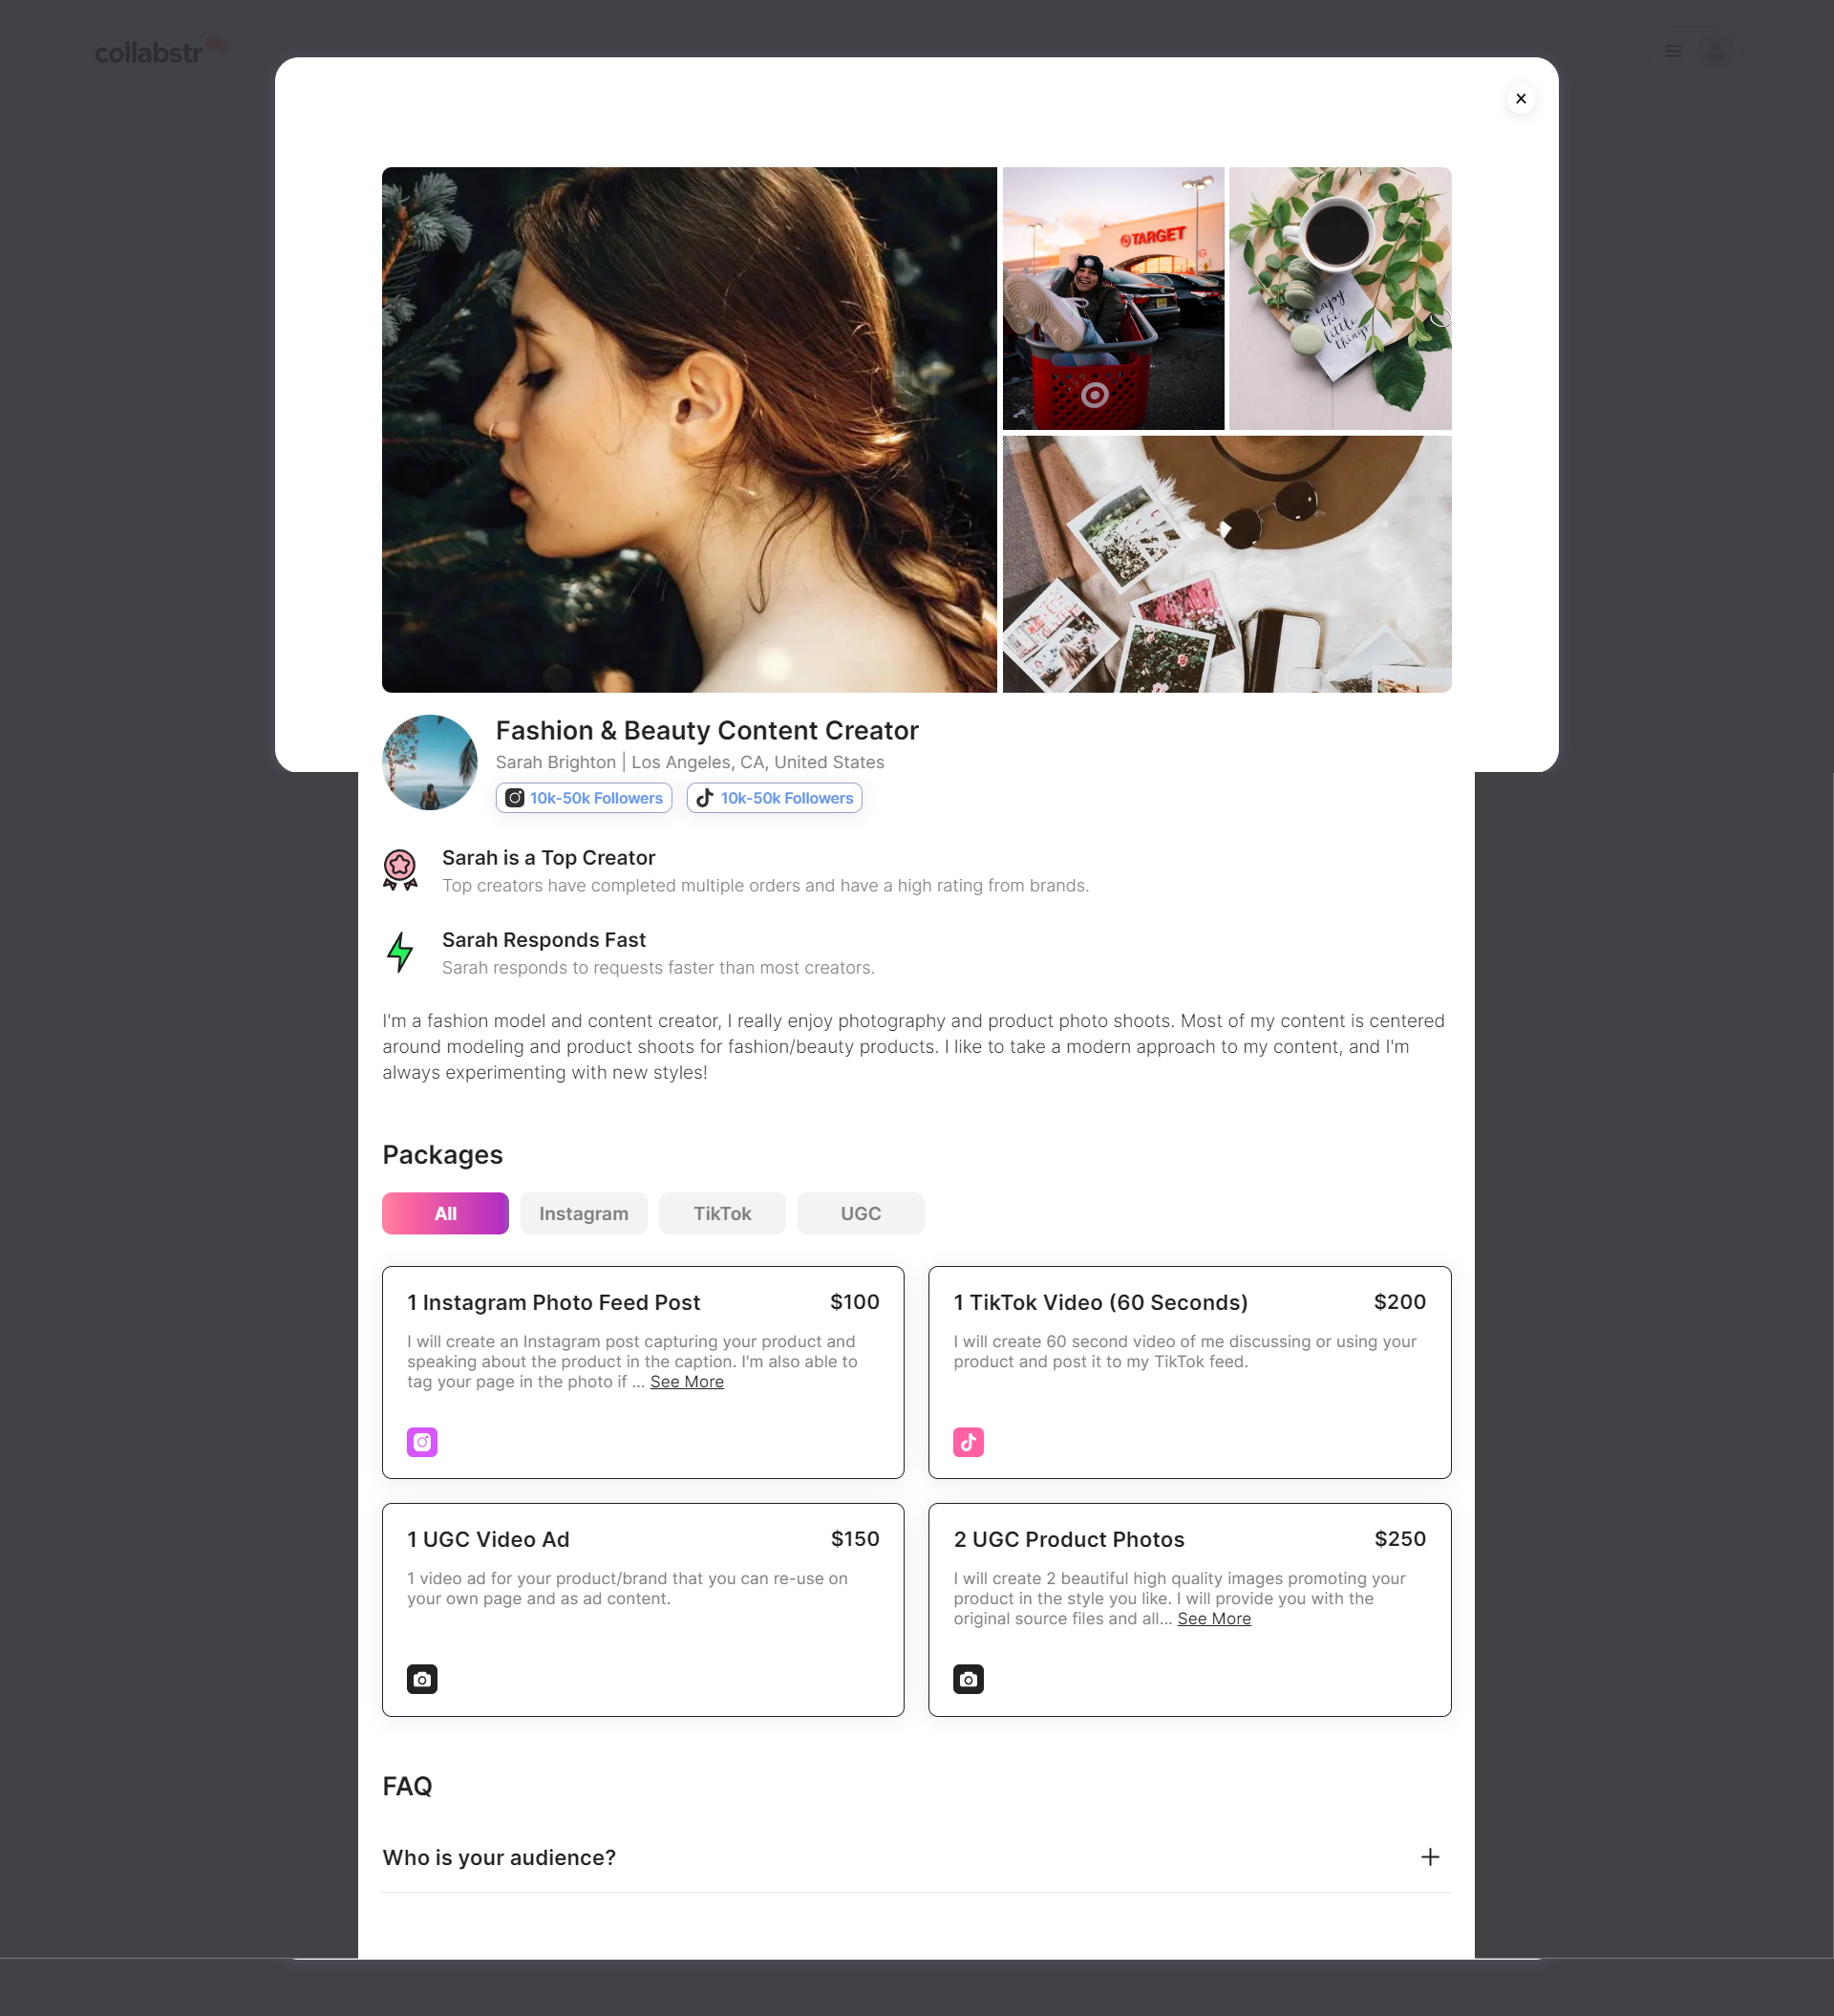 collabstr
TARGET
enjoy
the
little
things
Fashion & Beauty Content Creator
Sarah Brighton | Los Angeles, CA, United States
10k-50k Followers
10k-50k Followers
Sarah is a Top Creator
Top creators have completed multiple orders and have a high rating from brands.
Sarah Responds Fast
Sarah responds to requests faster than most creators.
I'm a fashion model and content creator, I really enjoy photography and product photo shoots. Most of my content is centered
around modeling and product shoots for fashion/beauty products. I like to take a modern approach to my content, and I'm
always experimenting with new styles!
Packages
All
Instagram
TikTok
UGC
1 Instagram Photo Feed Post
$100
I will create an Instagram post capturing your product and
speaking about the product in the caption. I'm also able to
tag your page in the photo if ... See More
1 TikTok Video (60 Seconds)
$200
I will create 60 second video of me discussing or using your
product and post it to my TikTok feed.
1 UGC Video Ad
$150
1 video ad for your product/brand that you can re-use on
your own page and as ad content.
2 UGC Product Photos
$250
I will create 2 beautiful high quality images promoting your
product in the style you like. I will provide you with the
original source files and all... See More
FAQ
Who is your audience?